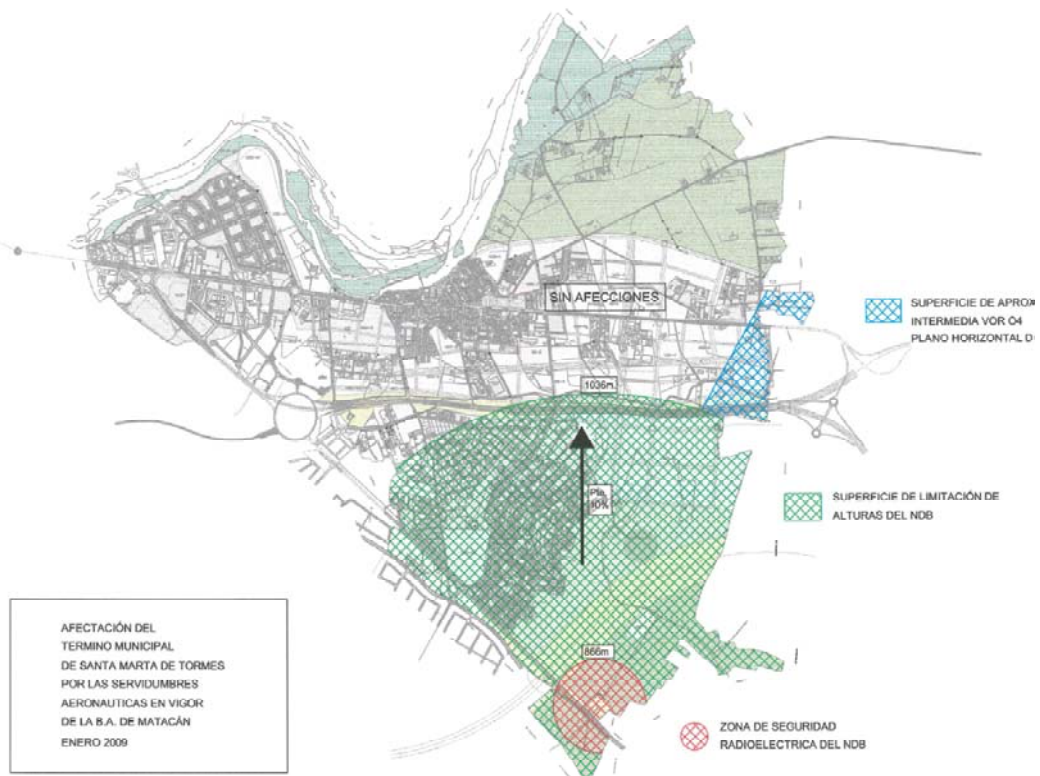 SIN AFECCIONES
SUPERFICIE DE APROX
INTERMEDIA VOR 04
PLANO HORIZONTAL D
1036m.
Pte.
10%
SUPERFICIE DE LIMITACIÓN DE
ALTURAS DEL NDB
866m
AFECTACIÓN DEL
TERMINO MUNICIPAL
DE SANTA MARTA DE TORMES
POR LAS SERVIDUMBRES
AERONAUTICAS EN VIGOR
DE LA B.A. DE MATACÁN
ENERO 2009
ZONA DE SEGURIDAD
RADIOELECTRICA DEL NDB